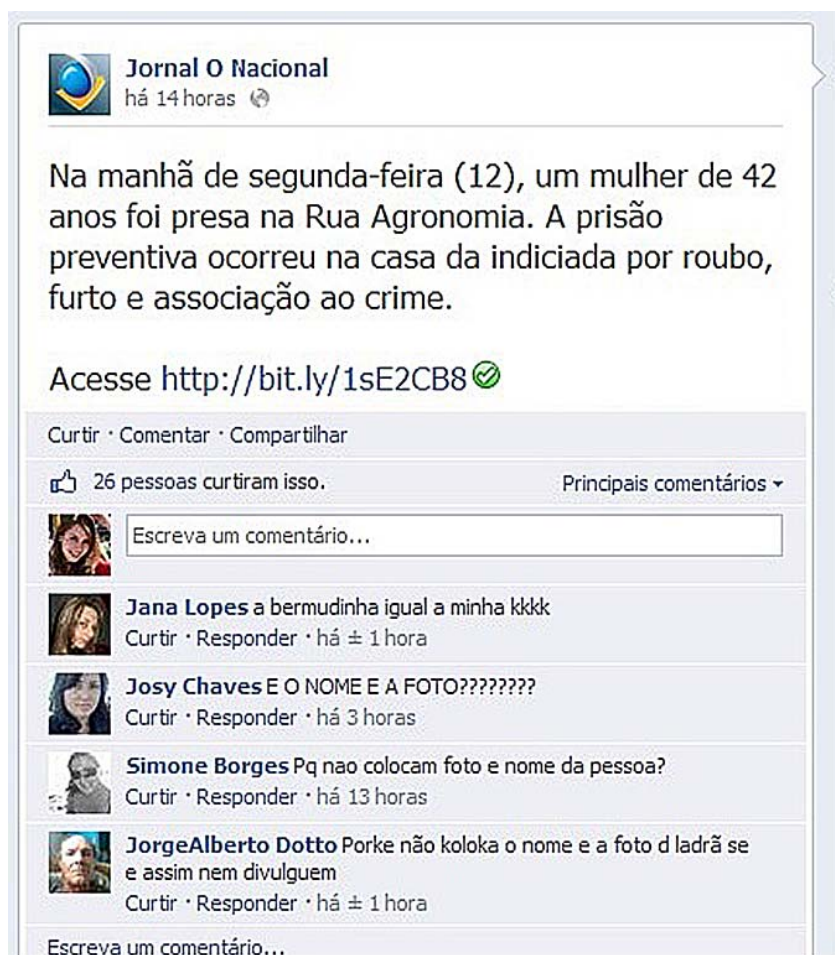 Jornal O Nacional
há 14 horas
Na manhã de segunda-feira (12), um mulher de 42
anos foi presa na Rua Agronomia. A prisão
preventiva ocorreu na casa da indiciada por roubo,
furto e associação ao crime.
Acesse http://bit.ly/1sE2CB8
Curtir · Comentar · Compartilhar
26 pessoas curtiram isso. Principais comentários
Escreva um comentário...
Jana Lopes a bermudinha igual a minha kkkk
Curtir · Responder · há ± 1 hora
Josy Chaves E O NOME E A FOTO????????
Curtir · Responder · há 3 horas
Simone Borges Pq nao colocam foto e nome da pessoa?
Curtir · Responder · há 13 horas
JorgeAlberto Dotto Porke não koloka o nome e a foto d ladrã se
e assim nem divulguem
Curtir · Responder · há ± 1 hora
Escreva um comentário...